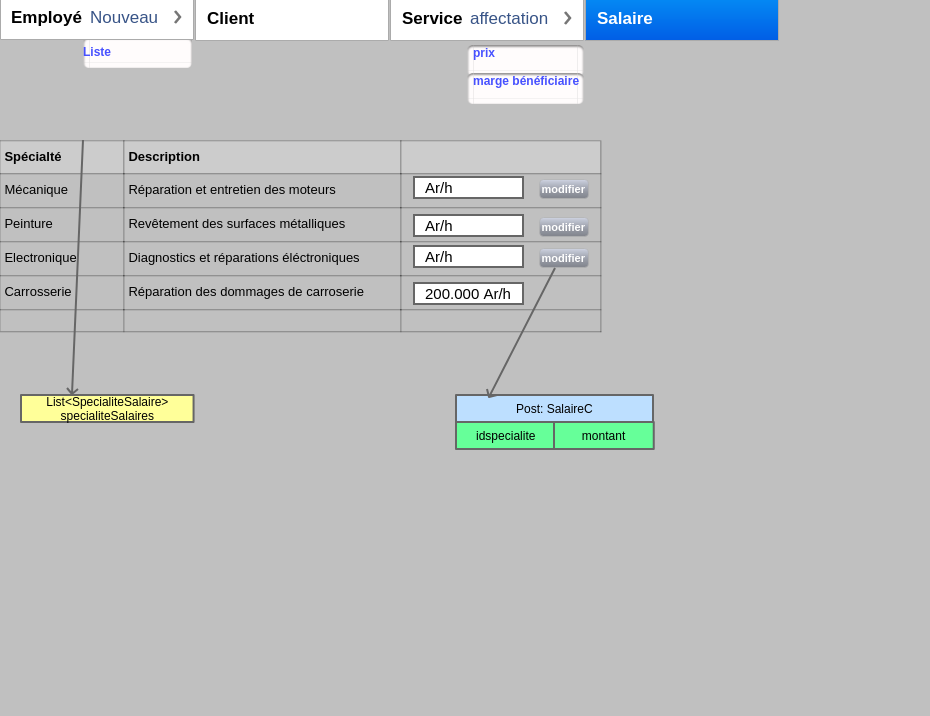 Employé Nouveau Client Service affectation Salaire
Liste prix
marge bénéficiaire
Spécialté Description
Mécanique Réparation et entretien des moteurs Ar/h modifier
Peinture Revêtement des surfaces métalliques Ar/h modifier
Electronique Diagnostics et réparations éléctroniques Ar/h modifier
Carrosserie Réparation des dommages de carroserie 200.000 Ar/h
List<SpecialiteSalaire>
specialiteSalaires
Post: SalaireC
idspecialite montant